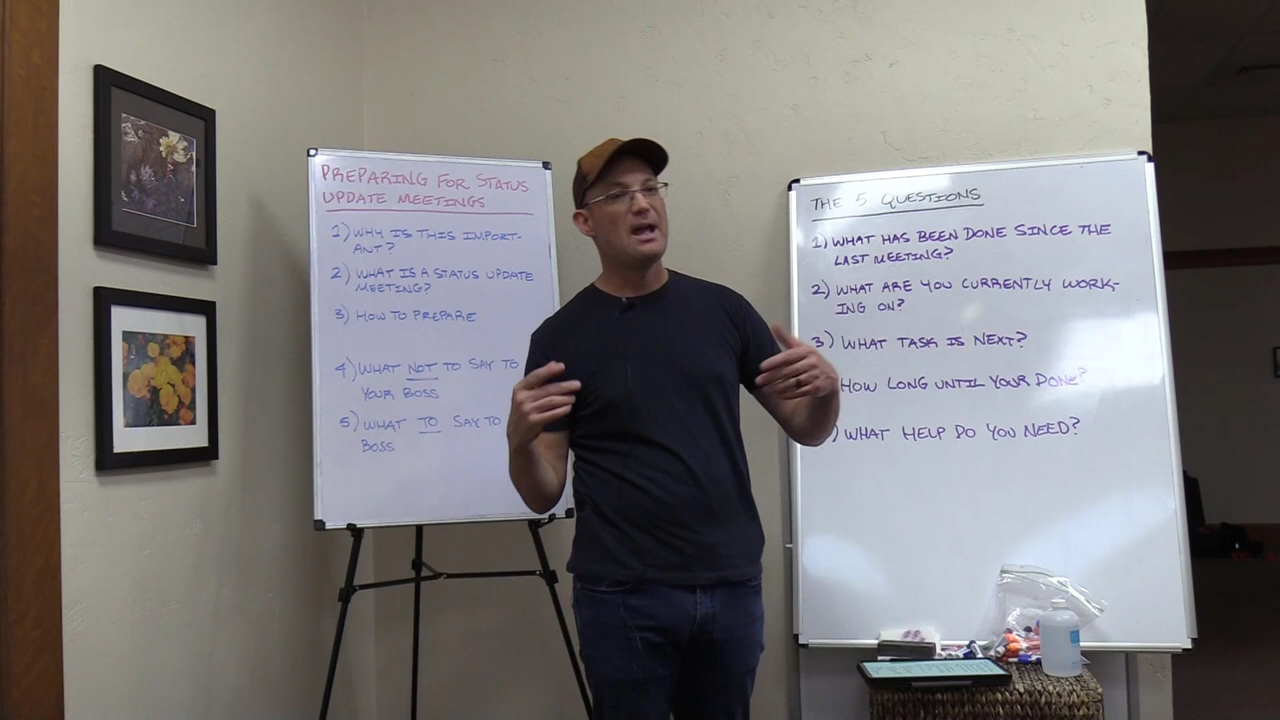 PREPARING FOR STATUS
UPDATE MEETINGS
1) WHY IS THIS IMPORT-
ANT?
2) WHAT IS A STATUS UPDATE
MEETING?
3) HOW TO PREPARE
4) WHAT NOT TO SAY TO
YOUR BOSS
5) WHAT TO SAY TO
BOSS
THE 5 QUESTIONS
1) WHAT HAS BEEN DONE SINCE THE
LAST MEETING?
2) WHAT ARE YOU CURRENTLY WORK-
ING ON?
3) WHAT TASK IS NEXT?
HOW LONG UNTIL YOUR DONE?
) WHAT HELP DO YOU NEED?